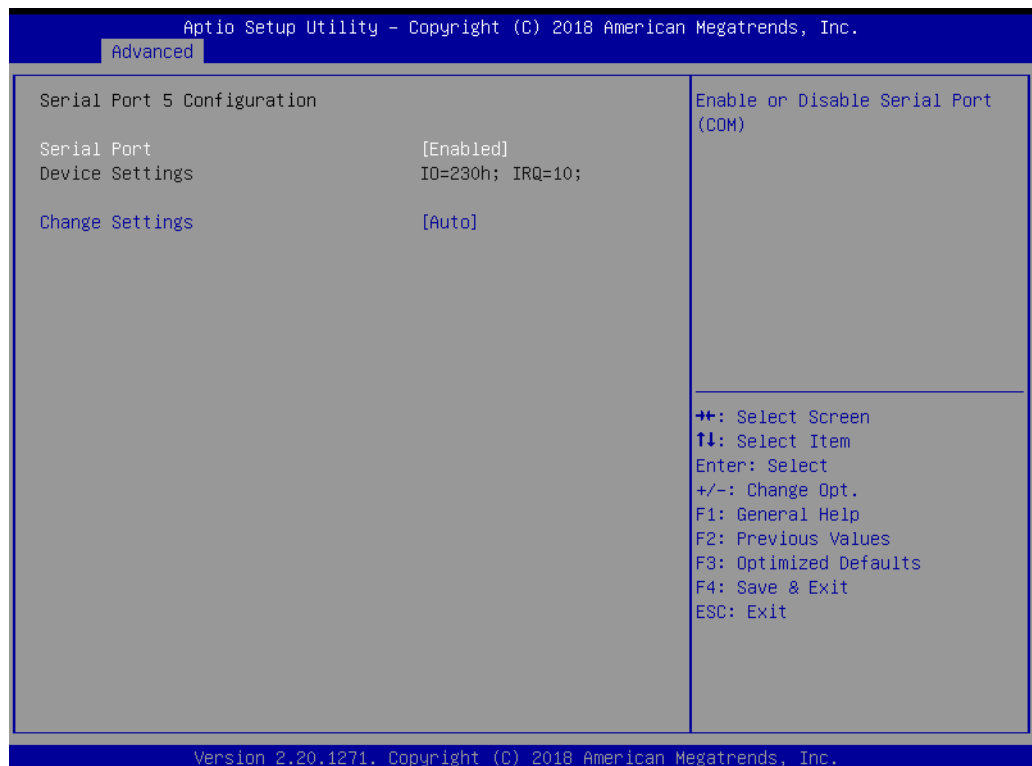 Aptio Setup Utility – Copyright (C) 2018 American Megatrends, Inc.
Advanced
Serial Port 5 Configuration
Serial Port [Enabled]
Device Settings IO=230h; IRQ=10;
Change Settings [Auto]
Enable or Disable Serial Port
(COM)
→←: Select Screen
↑↓: Select Item
Enter: Select
+/-: Change Opt.
F1: General Help
F2: Previous Values
F3: Optimized Defaults
F4: Save & Exit
ESC: Exit
Version 2.20.1271. Copyright (C) 2018 American Megatrends, Inc.